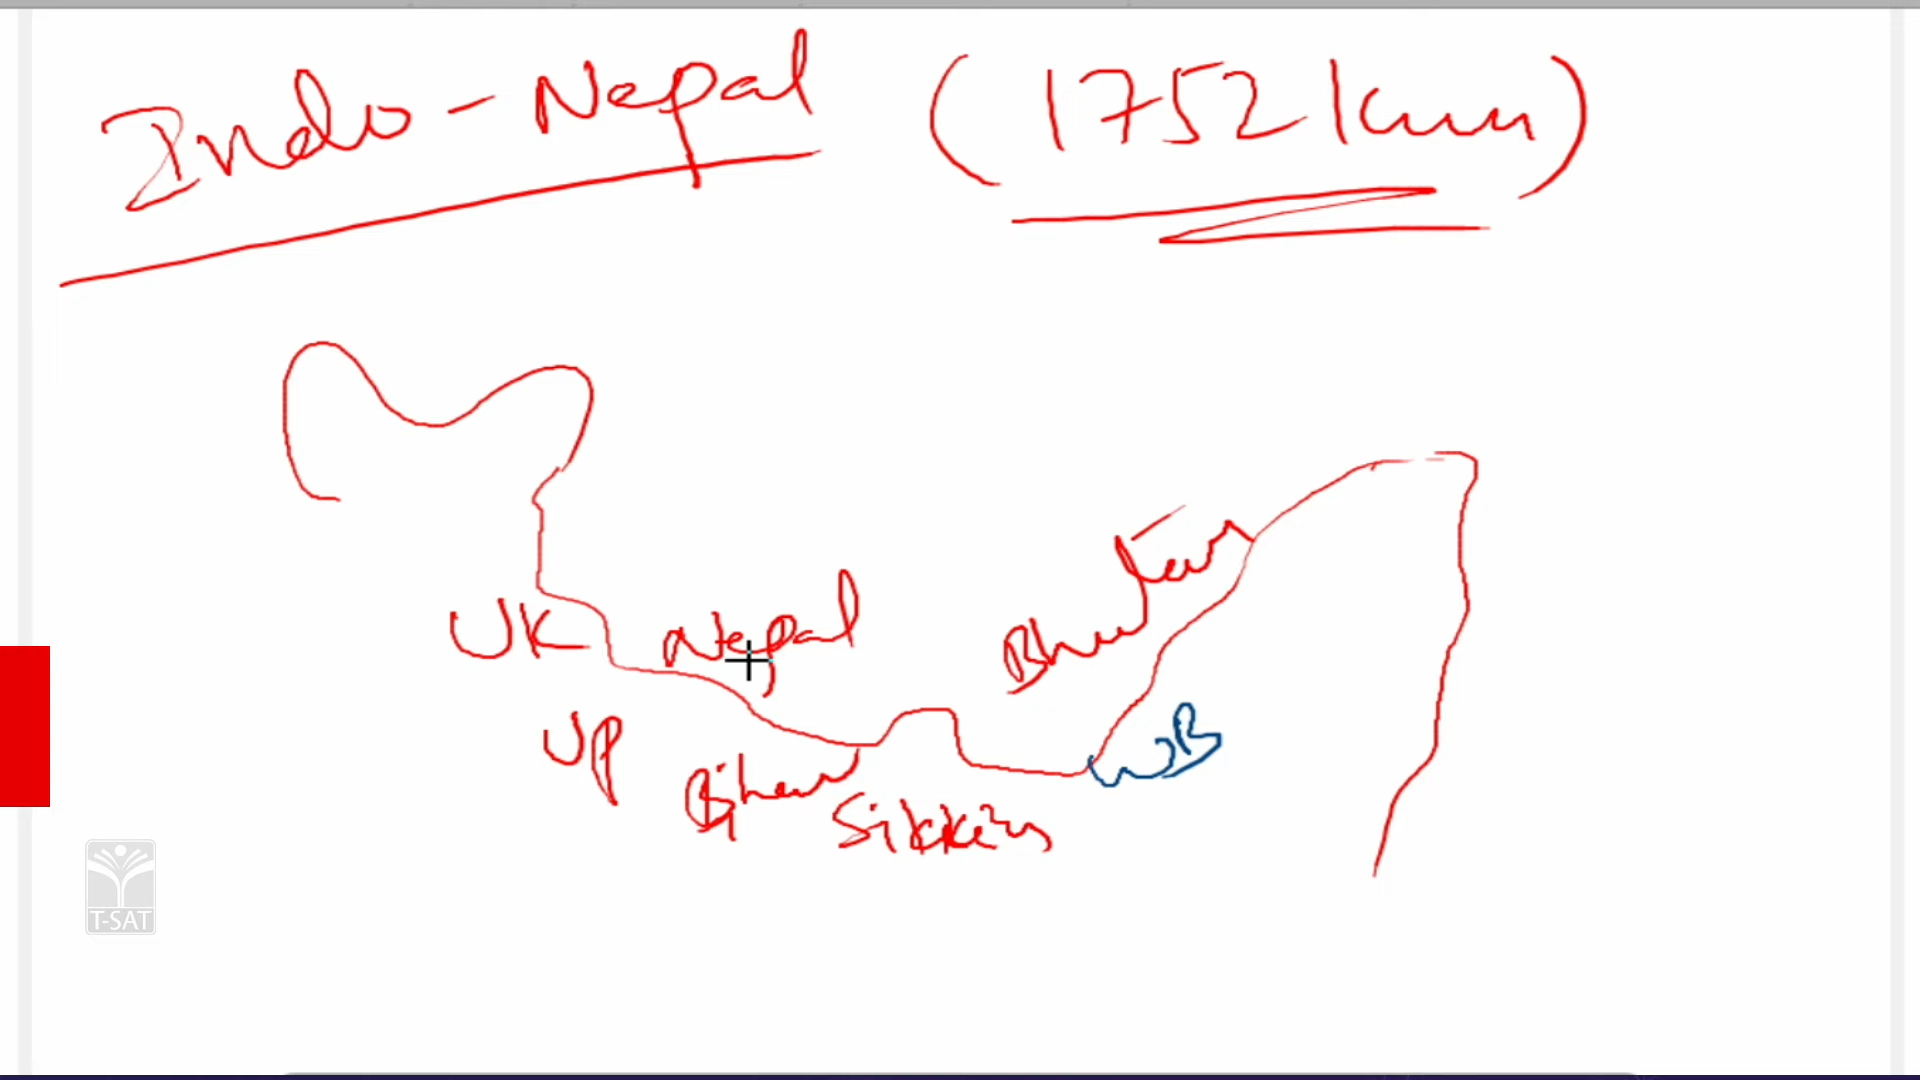 Indo-Nepal (1752 km)
Bhutan
UK Nepal
UP WB
Bihar Sikkim
T-SAT